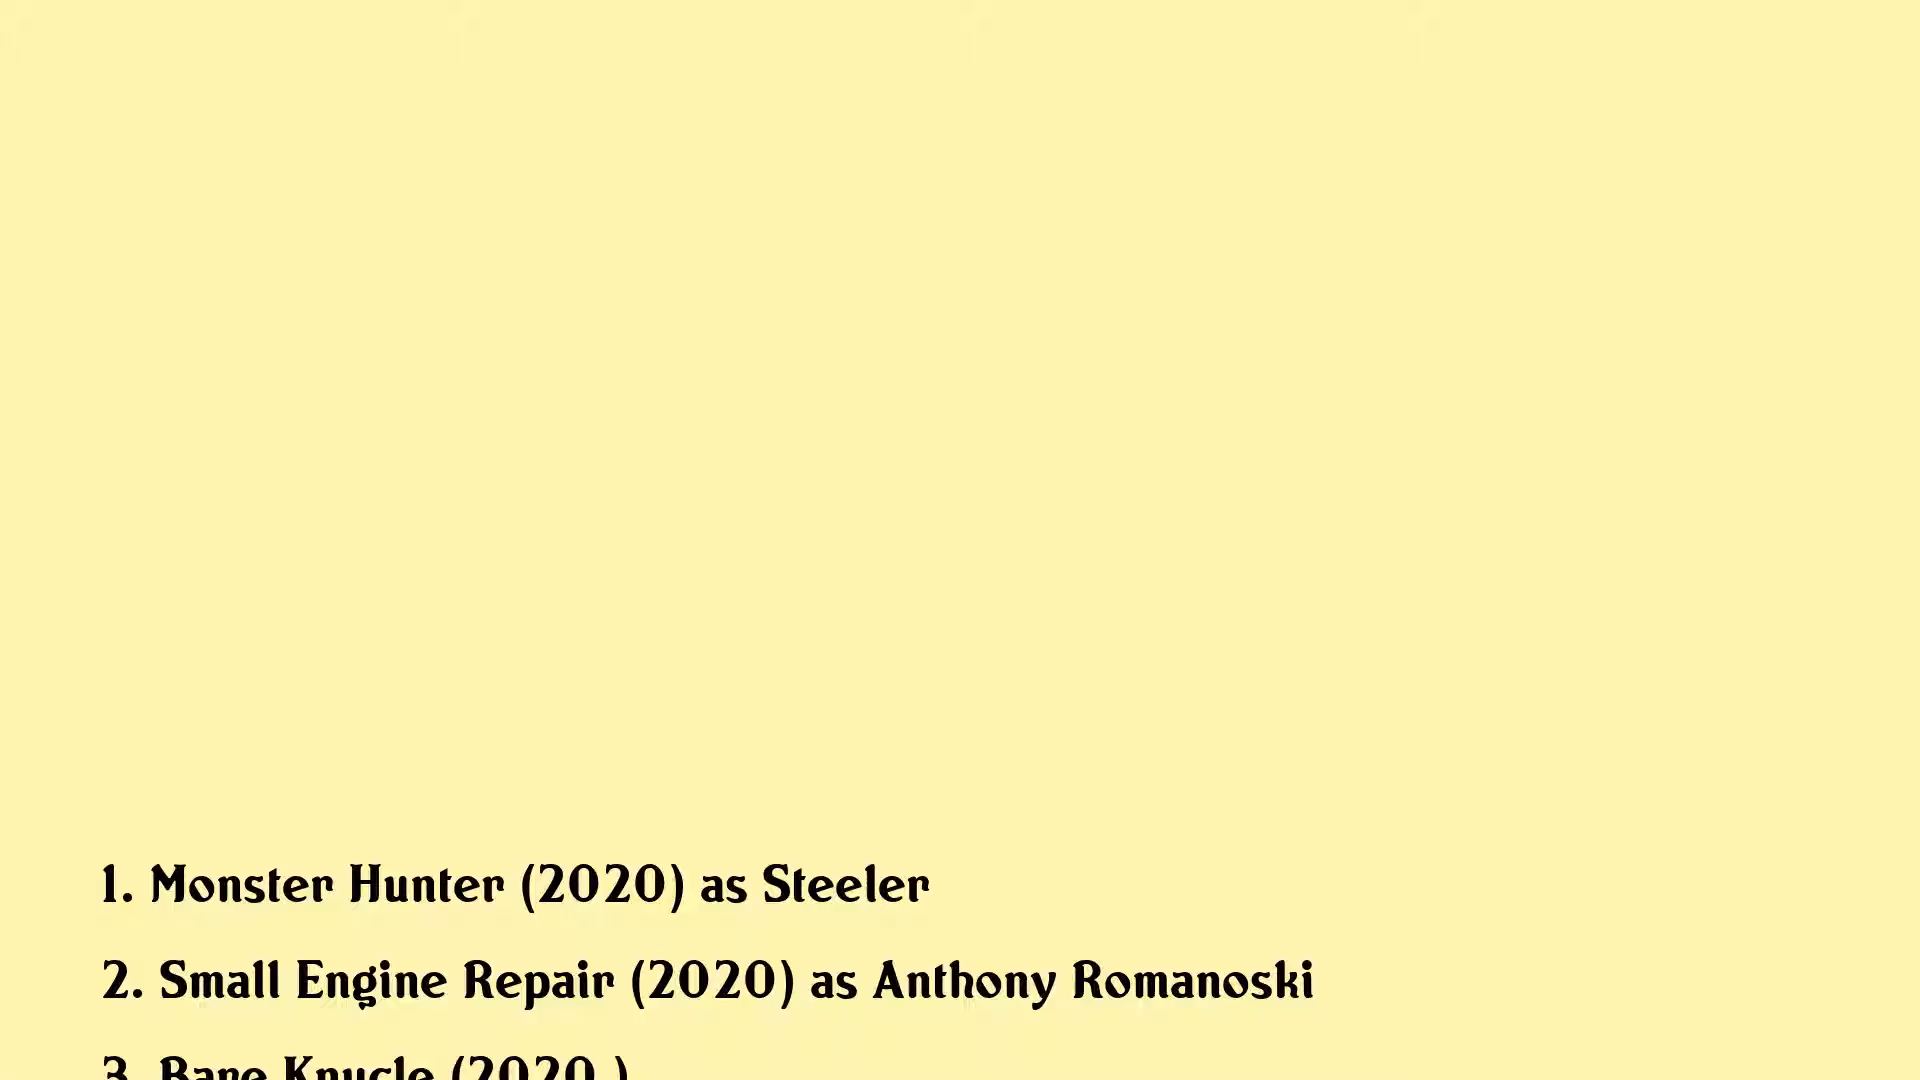 1. Monster Hunter (2020) as Steeler
2. Small Engine Repair (2020) as Anthony Romanoski
3. Bare Knucle (2020 )